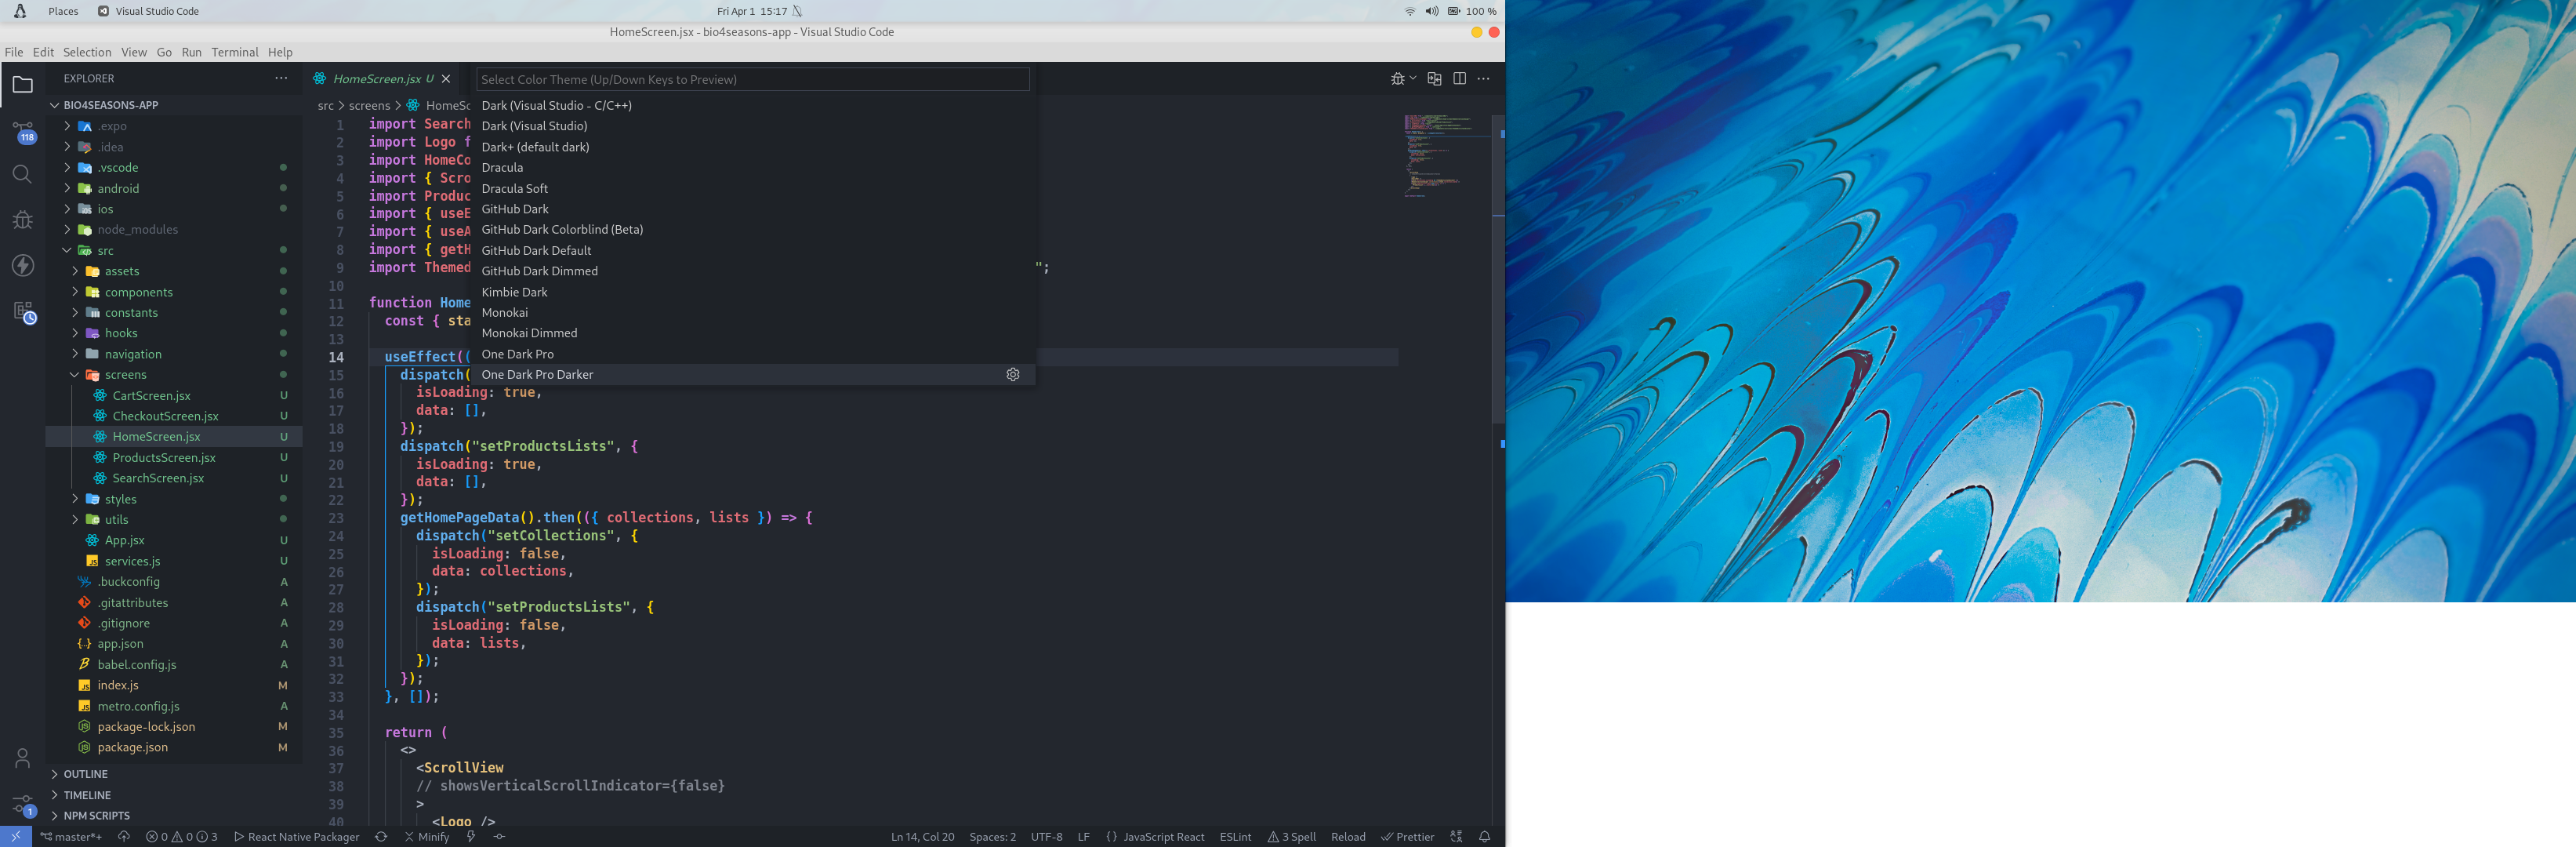 Places
Visual Studio Code
Fri Apr 1 15:17
100 %
HomeScreen.jsx - bio4seasons-app - Visual Studio Code
File Edit Selection View Go Run Terminal Help
EXPLORER
BIO4SEASONS-APP
.expo
.idea
.vscode
android
ios
node_modules
src
assets
components
constants
hooks
navigation
screens
CartScreen.jsx U
CheckoutScreen.jsx U
HomeScreen.jsx U
ProductsScreen.jsx U
SearchScreen.jsx U
styles
utils
App.jsx U
services.js U
.buckconfig A
.gitattributes A
.gitignore A
app.json A
babel.config.js A
index.js M
metro.config.js A
package-lock.json M
package.json M
OUTLINE
TIMELINE
NPM SCRIPTS
118
1
HomeScreen.jsx U
src > screens > HomeSc
Select Color Theme (Up/Down Keys to Preview)
Dark (Visual Studio - C/C++)
Dark (Visual Studio)
Dark+ (default dark)
Dracula
Dracula Soft
GitHub Dark
GitHub Dark Colorblind (Beta)
GitHub Dark Default
GitHub Dark Dimmed
Kimbie Dark
Monokai
Monokai Dimmed
One Dark Pro
One Dark Pro Darker
1 import Search
2 import Logo f
3 import HomeCo
4 import { Scro
5 import Produc
6 import { useE
7 import { useA
8 import { getH
9 import Themed ";
10
11 function Home
12 const { sta
13
14 useEffect((
15 dispatch(
16 isLoading: true,
17 data: [],
18 });
19 dispatch("setProductsLists", {
20 isLoading: true,
21 data: [],
22 });
23 getHomePageData().then(({ collections, lists }) => {
24 dispatch("setCollections", {
25 isLoading: false,
26 data: collections,
27 });
28 dispatch("setProductsLists", {
29 isLoading: false,
30 data: lists,
31 });
32 });
33 }, []);
34
35 return (
36 <>
37 <ScrollView
38 // showsVerticalScrollIndicator={false}
39 >
40 <Logo />
master*+
0 0 3
React Native Packager
Minify
Ln 14, Col 20
Spaces: 2
UTF-8
LF
{} JavaScript React
ESLint
3 Spell
Reload
Prettier